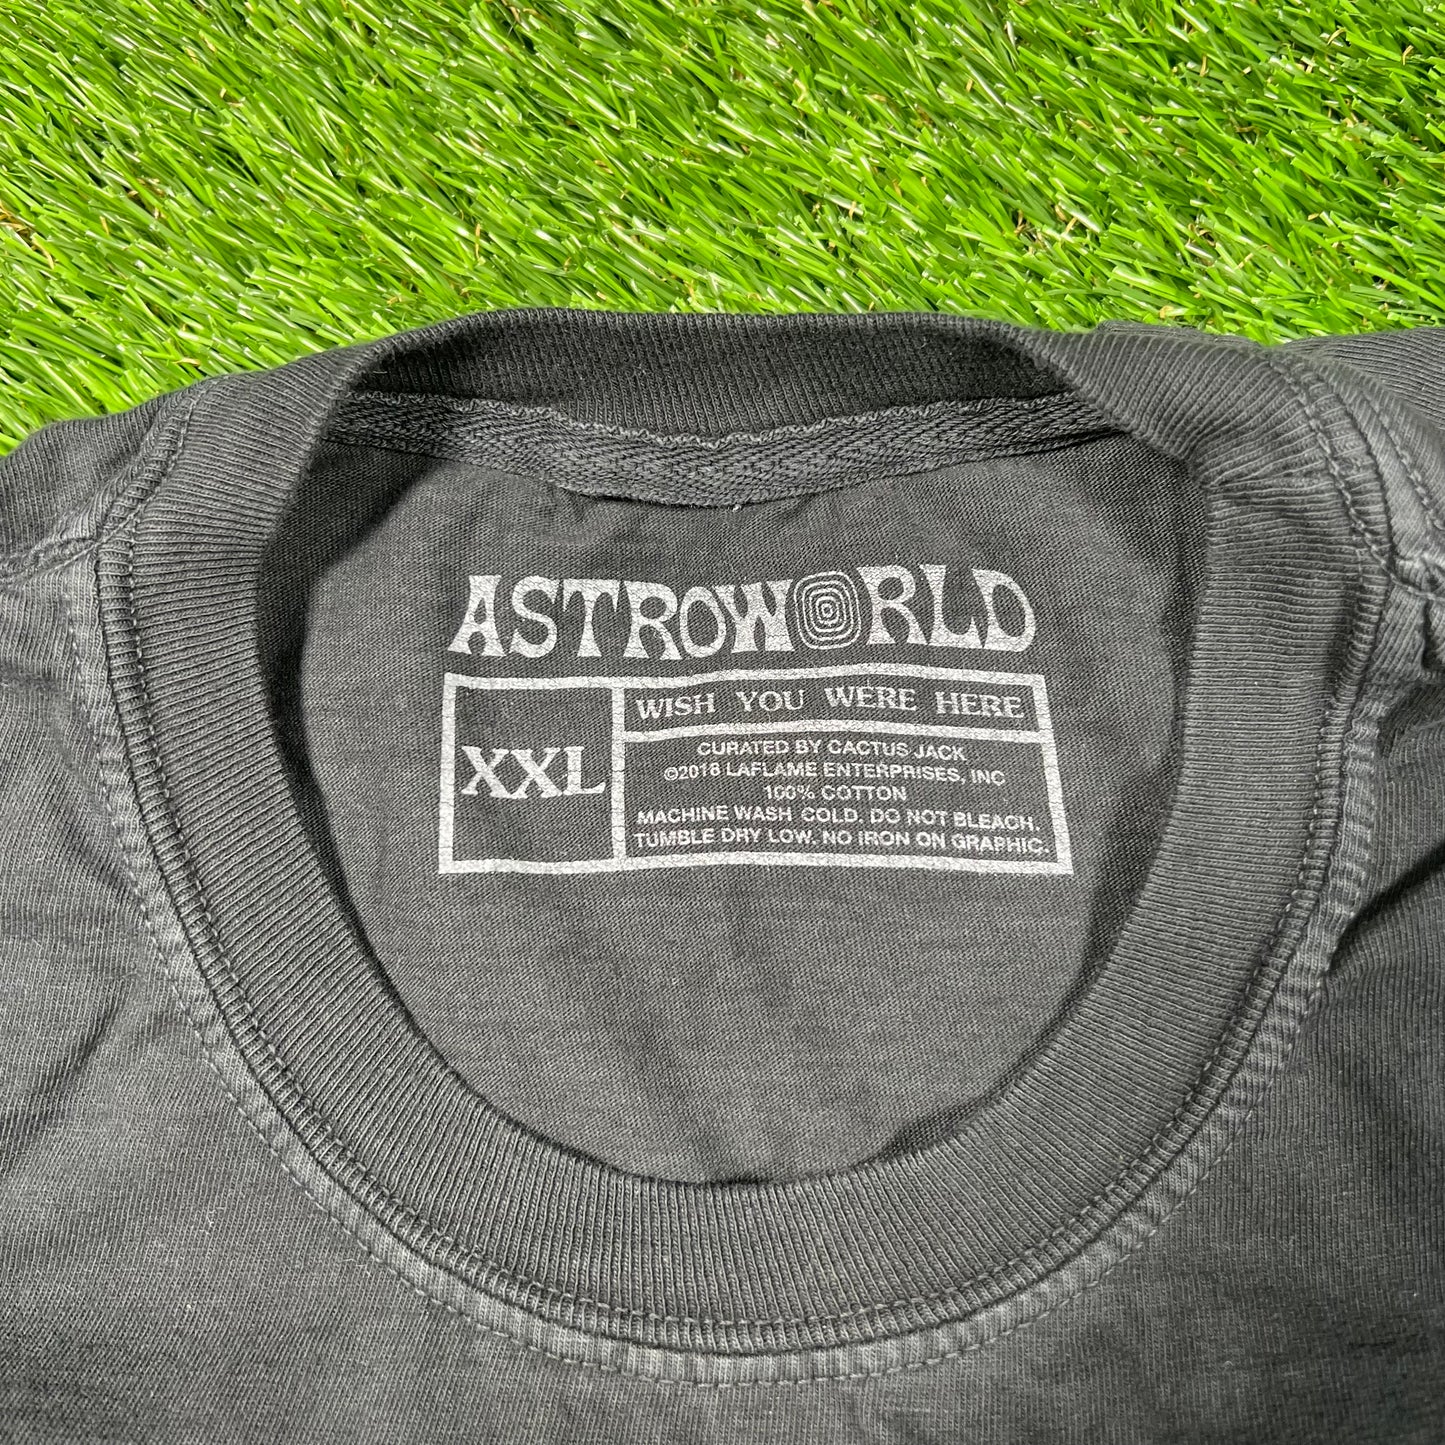 ASTROWORLD
XXL
WISH YOU WERE HERE
CURATED BY CACTUS JACK
©2018 LAFLAME ENTERPRISES, INC
100% COTTON
MACHINE WASH COLD. DO NOT BLEACH.
TUMBLE DRY LOW. NO IRON ON GRAPHIC.